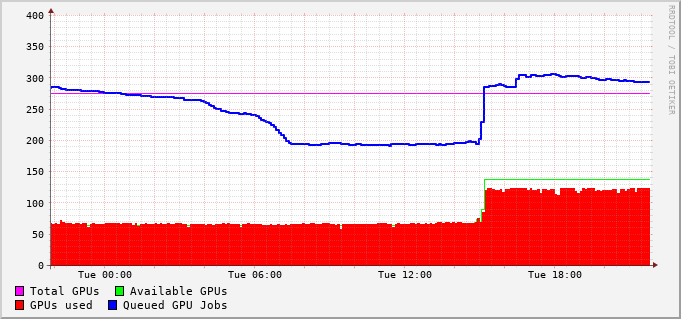 400
350
300
250
200
150
100
50
0
Tue 00:00 Tue 06:00 Tue 12:00 Tue 18:00
Total GPUs Available GPUs
GPUs used Queued GPU Jobs
RRDTOOL / TOBI OETIKER